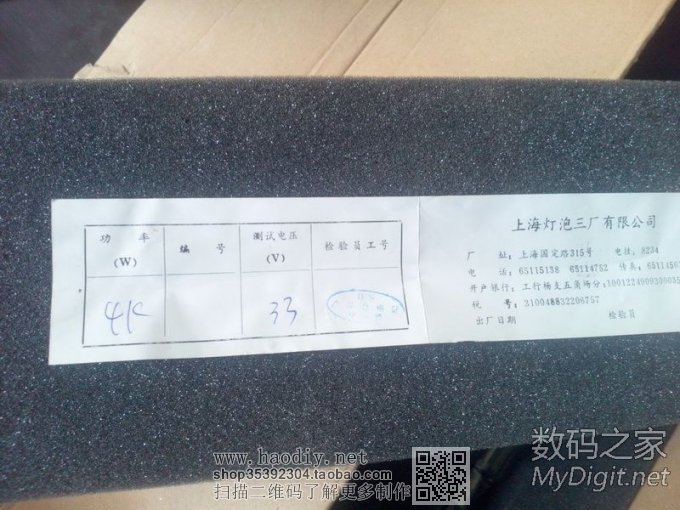 功率
(W)
编号
测试电压
(V)
检验员工号
4K
33
上海灯泡三厂有限公司
厂址:上海国定路315号 电挂:8234
电话:65115138 65114752 传真:6511456
开户银行:工行杨支五角场分:1001224909300035
税号:310048832206757
出厂日期 检验员
www.haodiy.net
shop35392304.taobao.com
扫描二维码了解更多制作
数码之家
MyDigit.net